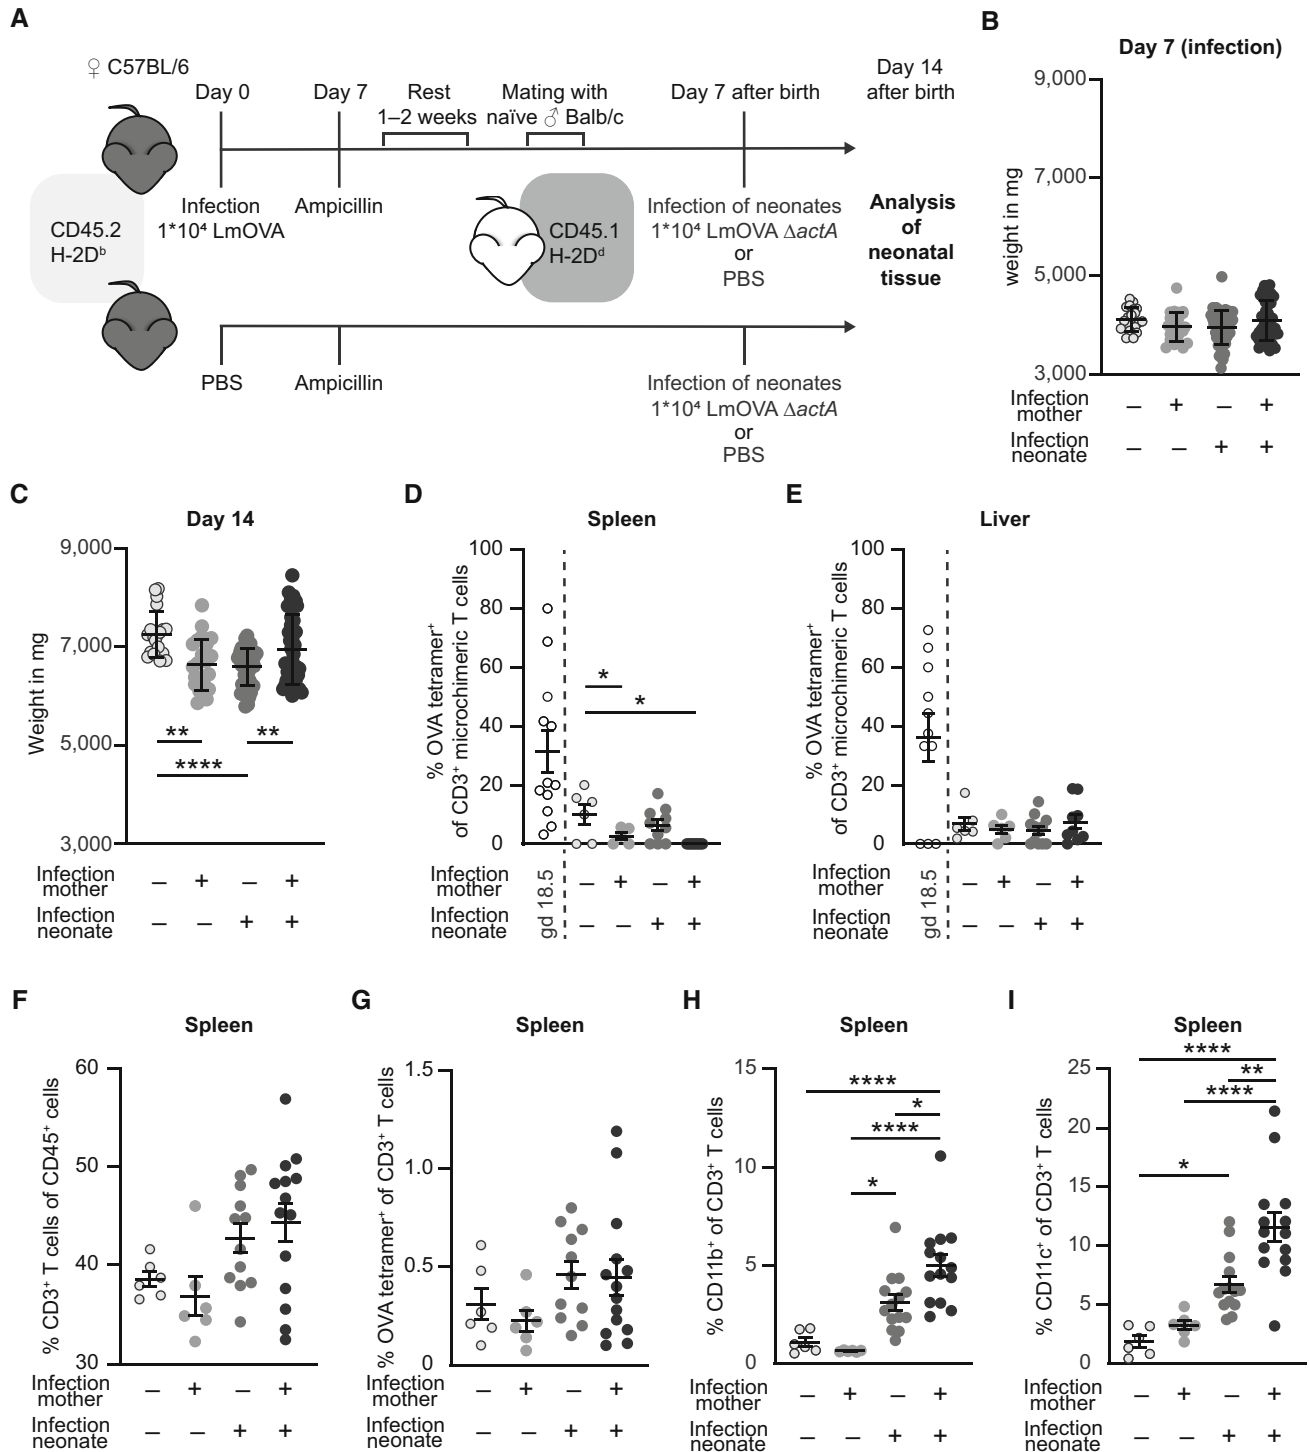 A
♀ C57BL/6
Day 0
Day 7
Rest
1–2 weeks
Mating with
naïve ♂ Balb/c
Day 7 after birth
Day 14
after birth
CD45.2
H-2Dᵇ
Infection
1*10⁴ LmOVA
Ampicillin
CD45.1
H-2Dᵈ
Infection of neonates
1*10⁴ LmOVA ΔactA
or
PBS
Analysis
of
neonatal
tissue
PBS
Ampicillin
Infection of neonates
1*10⁴ LmOVA ΔactA
or
PBS
B
Day 7 (infection)
weight in mg
9,000
7,000
5,000
3,000
Infection
mother
– + – +
Infection
neonate
– – + +
C
Day 14
Weight in mg
9,000
7,000
5,000
3,000
** **
****
Infection
mother
– + – +
Infection
neonate
– – + +
D
Spleen
% OVA tetramer⁺
of CD3⁺ microchimeric T cells
100
80
60
40
20
0
*
*
gd 18.5
Infection
mother
– + – +
Infection
neonate
– – + +
E
Liver
% OVA tetramer⁺
of CD3⁺ microchimeric T cells
100
80
60
40
20
0
gd 18.5
Infection
mother
– + – +
Infection
neonate
– – + +
F
Spleen
% CD3⁺ T cells of CD45⁺ cells
60
50
40
30
Infection
mother
– + – +
Infection
neonate
– – + +
G
Spleen
% OVA tetramer⁺ of CD3⁺ T cells
1.5
1.0
0.5
0
Infection
mother
– + – +
Infection
neonate
– – + +
H
Spleen
% CD11b⁺ of CD3⁺ T cells
15
10
5
0
****
*
****
*
Infection
mother
– + – +
Infection
neonate
– – + +
I
Spleen
% CD11c⁺ of CD3⁺ T cells
25
20
15
10
5
0
****
**
****
*
Infection
mother
– + – +
Infection
neonate
– – + +